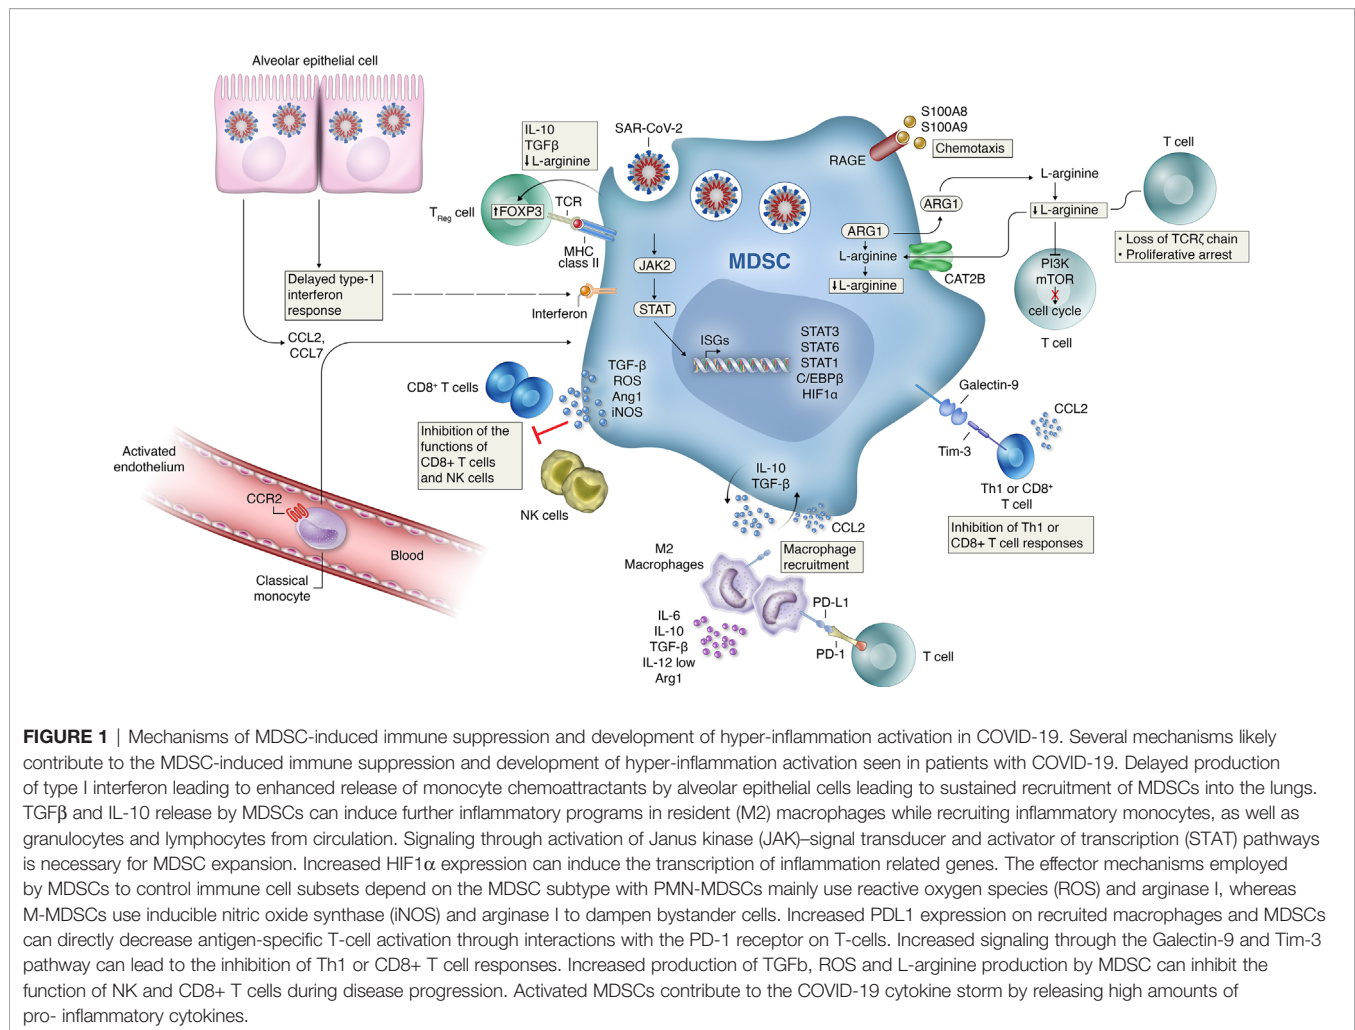 Alveolar epithelial cell
IL-10
TGFβ
↓L-arginine
SAR-CoV-2
S100A8
S100A9
Chemotaxis
RAGE
T cell
L-arginine
ARG1
↓L-arginine
T_Reg cell
↑FOXP3
TCR
MHC
class II
ARG1
L-arginine
↓L-arginine
CAT2B
• Loss of TCRζ chain
• Proliferative arrest
PI3K
mTOR
cell cycle
T cell
JAK2
STAT
MDSC
Delayed type-1
interferon
response
Interferon
CCL2,
CCL7
ISGs
STAT3
STAT6
STAT1
C/EBPβ
HIF1α
TGF-β
ROS
Ang1
iNOS
CD8⁺ T cells
Inhibition of the
functions of
CD8+ T cells
and NK cells
NK cells
Galectin-9
CCL2
Tim-3
Th1 or CD8⁺
T cell
Inhibition of Th1 or
CD8+ T cell responses
Activated
endothelium
CCR2
Blood
Classical
monocyte
IL-10
TGF-β
CCL2
M2
Macrophages
Macrophage
recruitment
PD-L1
PD-1
T cell
IL-6
IL-10
TGF-β
IL-12 low
Arg1
FIGURE 1 | Mechanisms of MDSC-induced immune suppression and development of hyper-inflammation activation in COVID-19. Several mechanisms likely
contribute to the MDSC-induced immune suppression and development of hyper-inflammation activation seen in patients with COVID-19. Delayed production
of type I interferon leading to enhanced release of monocyte chemoattractants by alveolar epithelial cells leading to sustained recruitment of MDSCs into the lungs.
TGFβ and IL-10 release by MDSCs can induce further inflammatory programs in resident (M2) macrophages while recruiting inflammatory monocytes, as well as
granulocytes and lymphocytes from circulation. Signaling through activation of Janus kinase (JAK)–signal transducer and activator of transcription (STAT) pathways
is necessary for MDSC expansion. Increased HIF1α expression can induce the transcription of inflammation related genes. The effector mechanisms employed
by MDSCs to control immune cell subsets depend on the MDSC subtype with PMN-MDSCs mainly use reactive oxygen species (ROS) and arginase I, whereas
M-MDSCs use inducible nitric oxide synthase (iNOS) and arginase I to dampen bystander cells. Increased PDL1 expression on recruited macrophages and MDSCs
can directly decrease antigen-specific T-cell activation through interactions with the PD-1 receptor on T-cells. Increased signaling through the Galectin-9 and Tim-3
pathway can lead to the inhibition of Th1 or CD8+ T cell responses. Increased production of TGFb, ROS and L-arginine production by MDSC can inhibit the
function of NK and CD8+ T cells during disease progression. Activated MDSCs contribute to the COVID-19 cytokine storm by releasing high amounts of
pro- inflammatory cytokines.